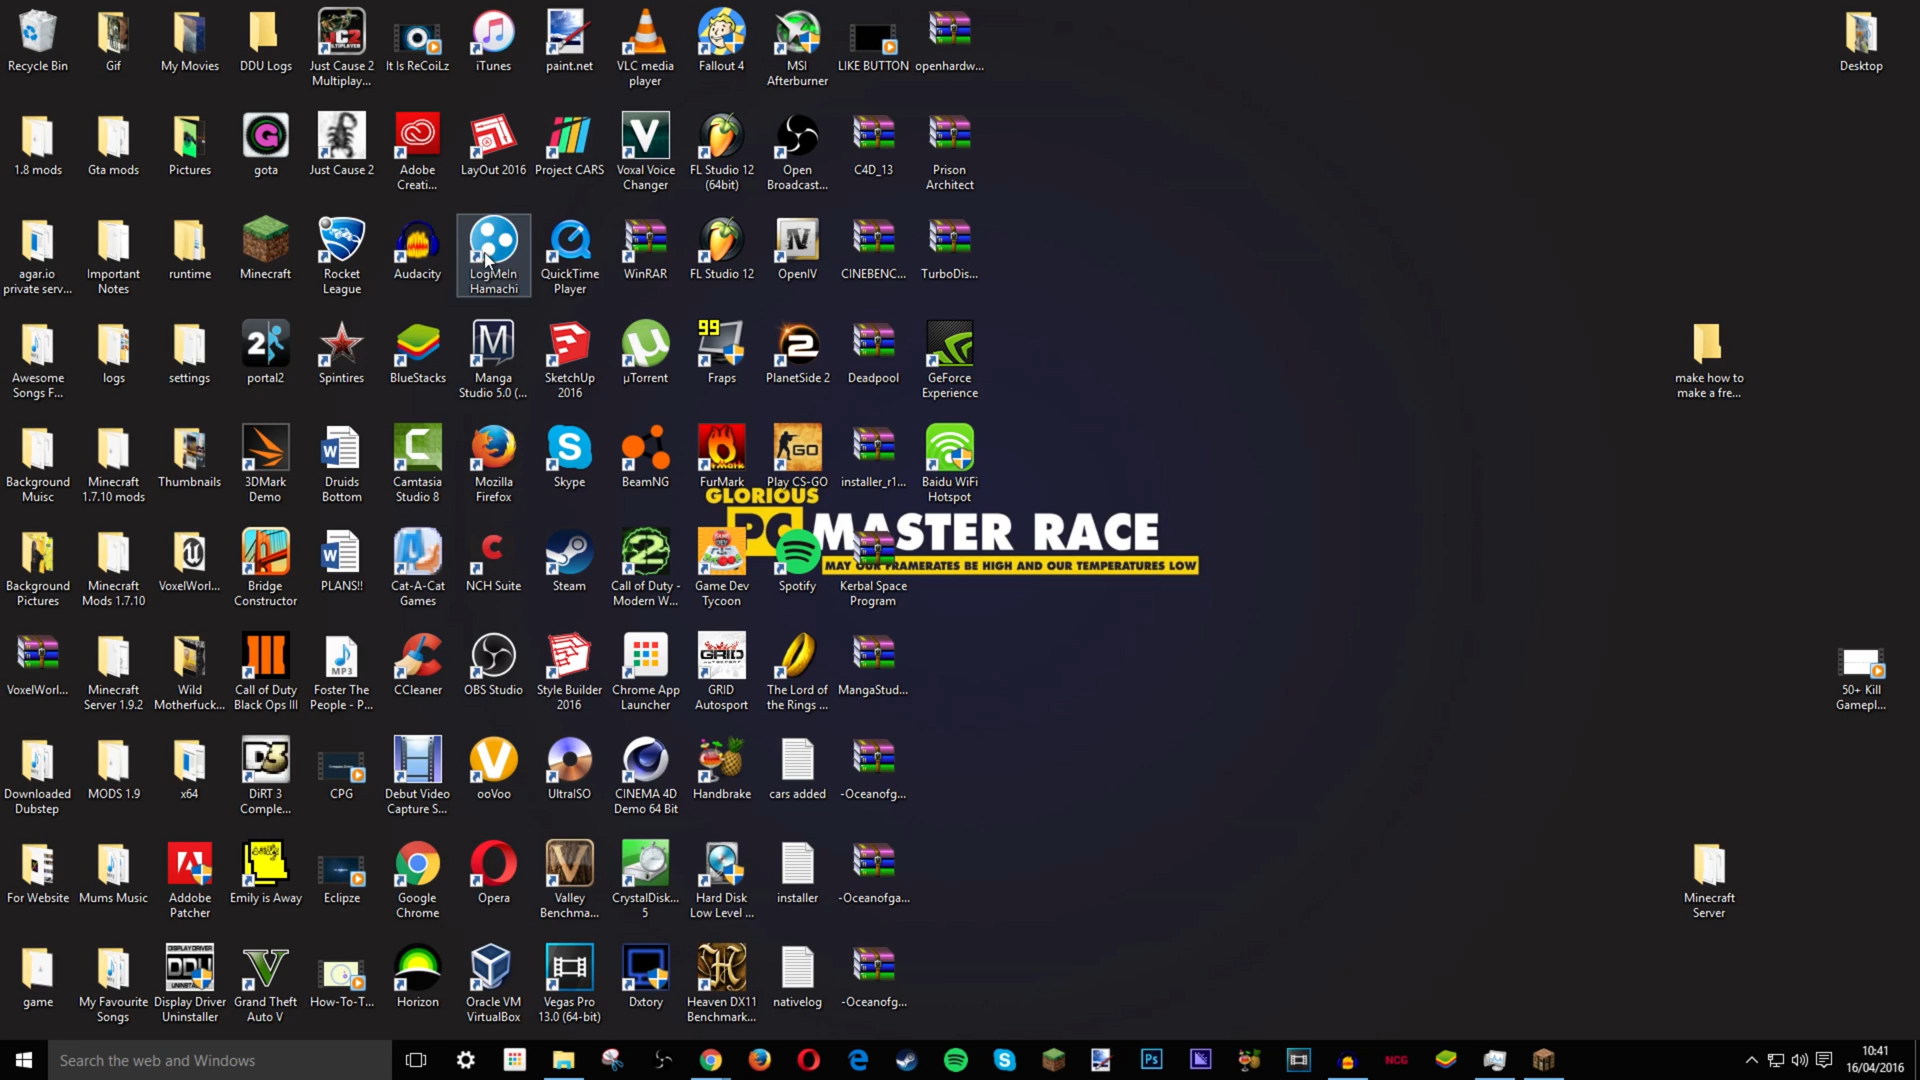 Recycle Bin
Gif
My Movies
DDU Logs
Just Cause 2
Multiplay...
It Is ReCoiLz
iTunes
paint.net
VLC media
player
Fallout 4
MSI
Afterburner
LIKE BUTTON
openhardw...
Desktop
1.8 mods
Gta mods
Pictures
gota
Just Cause 2
Adobe
Creati...
LayOut 2016
Project CARS
Voxal Voice
Changer
FL Studio 12
(64bit)
Open
Broadcast...
C4D_13
Prison
Architect
agar.io
private serv...
Important
Notes
runtime
Minecraft
Rocket
League
Audacity
LogMeIn
Hamachi
QuickTime
Player
WinRAR
FL Studio 12
OpenIV
CINEBENC...
TurboDis...
Awesome
Songs F...
logs
settings
portal2
Spintires
BlueStacks
Manga
Studio 5.0 (...
SketchUp
2016
µTorrent
99
Fraps
PlanetSide 2
Deadpool
GeForce
Experience
make how to
make a fre...
Background
Muisc
Minecraft
1.7.10 mods
Thumbnails
3DMark
Demo
Druids
Bottom
Camtasia
Studio 8
Mozilla
Firefox
Skype
BeamNG
FurMark
Play CS-GO
installer_r1...
Baidu WiFi
Hotspot
GLORIOUS
PC MASTER RACE
MAY OUR FRAMERATES BE HIGH AND OUR TEMPERATURES LOW
Background
Pictures
Minecraft
Mods 1.7.10
VoxelWorl...
Bridge
Constructor
PLANS!!
Cat-A-Cat
Games
NCH Suite
Steam
Call of Duty -
Modern W...
Game Dev
Tycoon
Spotify
Kerbal Space
Program
VoxelWorl...
Minecraft
Server 1.9.2
Wild
Motherfuck...
Call of Duty
Black Ops III
Foster The
People - P...
CCleaner
OBS Studio
Style Builder
2016
Chrome App
Launcher
GRID
Autosport
The Lord of
the Rings ...
MangaStud...
50+ Kill
Gamepl...
Downloaded
Dubstep
MODS 1.9
x64
DiRT 3
Comple...
CPG
Debut Video
Capture S...
ooVoo
UltraISO
CINEMA 4D
Demo 64 Bit
Handbrake
cars added
-Oceanofg...
For Website
Mums Music
Addobe
Patcher
Emily is Away
Eclipze
Google
Chrome
Opera
Valley
Benchma...
CrystalDisk...
5
Hard Disk
Low Level ...
installer
-Oceanofga...
Minecraft
Server
game
My Favourite
Songs
Display Driver
Uninstaller
Grand Theft
Auto V
How-To-T...
Horizon
Oracle VM
VirtualBox
Vegas Pro
13.0 (64-bit)
Dxtory
Heaven DX11
Benchmark...
nativelog
-Oceanofg...
Search the web and Windows
NCG
10:41
16/04/2016